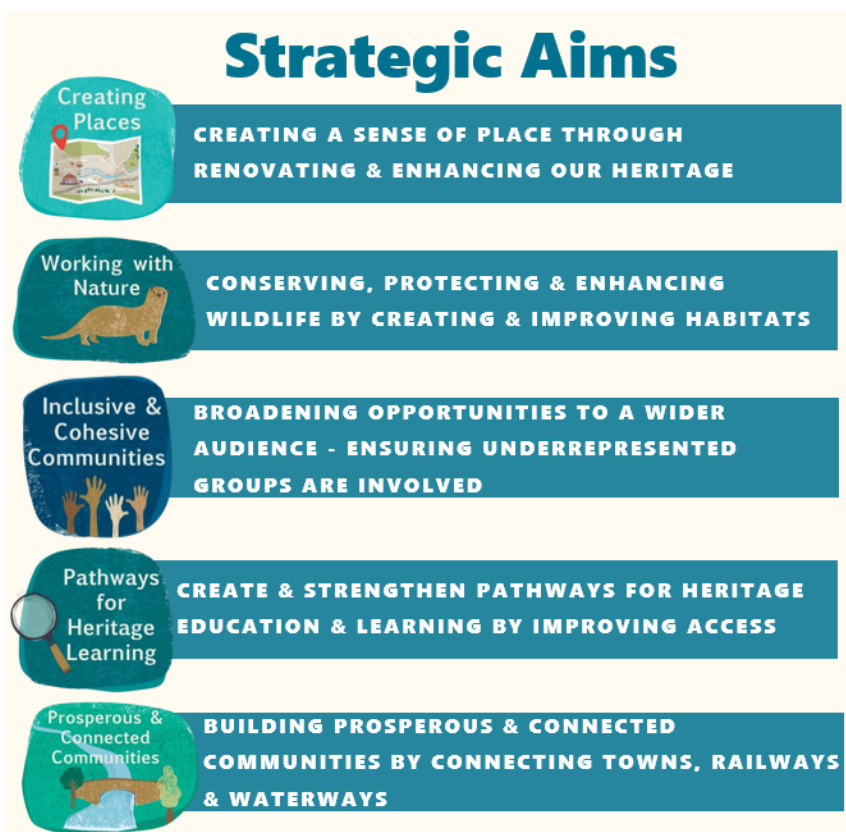 Strategic Aims
Creating
Places
CREATING A SENSE OF PLACE THROUGH
RENOVATING & ENHANCING OUR HERITAGE
Working with
Nature
CONSERVING, PROTECTING & ENHANCING
WILDLIFE BY CREATING & IMPROVING HABITATS
Inclusive &
Cohesive
Communities
BROADENING OPPORTUNITIES TO A WIDER
AUDIENCE - ENSURING UNDERREPRESENTED
GROUPS ARE INVOLVED
Pathways
for
Heritage
Learning
CREATE & STRENGTHEN PATHWAYS FOR HERITAGE
EDUCATION & LEARNING BY IMPROVING ACCESS
Prosperous &
Connected
Communities
BUILDING PROSPEROUS & CONNECTED
COMMUNITIES BY CONNECTING TOWNS, RAILWAYS
& WATERWAYS